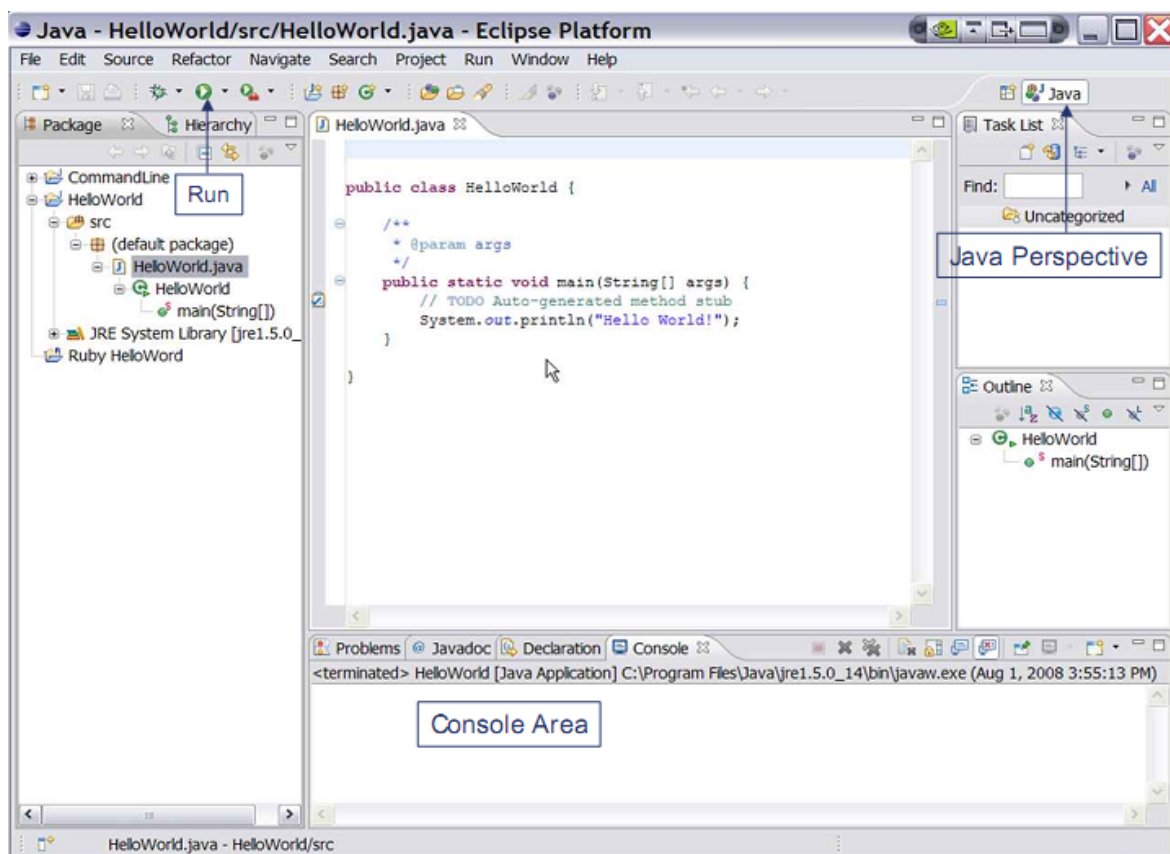 Java - HelloWorld/src/HelloWorld.java - Eclipse Platform
File Edit Source Refactor Navigate Search Project Run Window Help
Java
Package Hierarchy
CommandLine
HelloWorld
src
(default package)
HelloWorld.java
HelloWorld
main(String[])
JRE System Library [jre1.5.0_
Ruby HelloWord
Run
HelloWorld.java
public class HelloWorld {
/**
* @param args
*/
public static void main(String[] args) {
// TODO Auto-generated method stub
System.out.println("Hello World!");
}
}
Task List
Find: All
Uncategorized
Java Perspective
Outline
HelloWorld
main(String[])
Problems Javadoc Declaration Console
<terminated> HelloWorld [Java Application] C:\Program Files\Java\jre1.5.0_14\bin\javaw.exe (Aug 1, 2008 3:55:13 PM)
Console Area
HelloWorld.java - HelloWorld/src